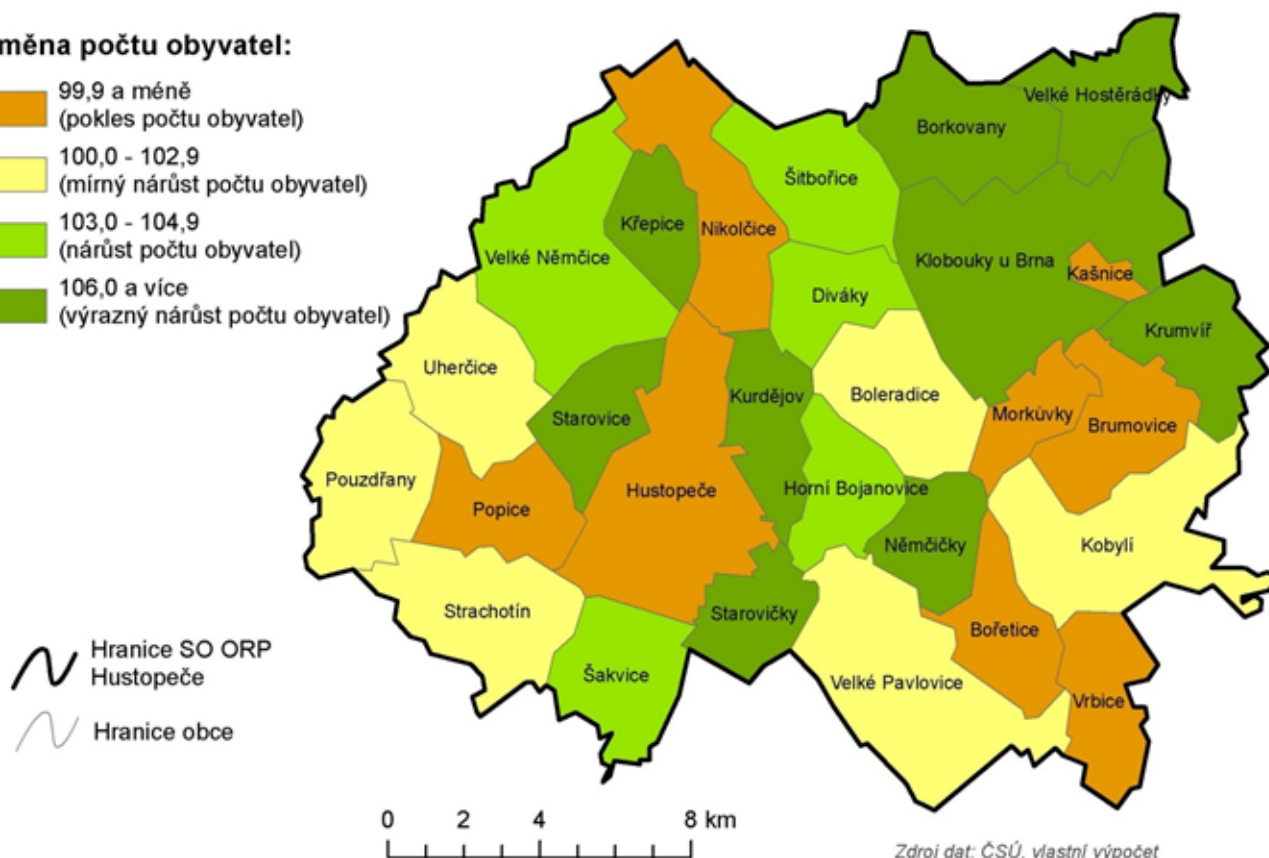 měna počtu obyvatel:
99,9 a méně
(pokles počtu obyvatel)
100,0 - 102,9
(mírný nárůst počtu obyvatel)
103,0 - 104,9
(nárůst počtu obyvatel)
106,0 a více
(výrazný nárůst počtu obyvatel)
Velké Hostěrádky
Borkovany
Šitbořice
Křepice
Nikolčice
Velké Němčice
Klobouky u Brna
Kašnice
Diváky
Krumvíř
Uherčice
Boleradice
Kurdějov
Starovice
Morkůvky
Brumovice
Pouzdřany
Hustopeče
Horní Bojanovice
Popice
Němčičky
Kobylí
Strachotín
Starovičky
Bořetice
Šakvice
Velké Pavlovice
Vrbice
Hranice SO ORP
Hustopeče
Hranice obce
0 2 4 8 km
Zdroj dat: ČSÚ, vlastní výpočet